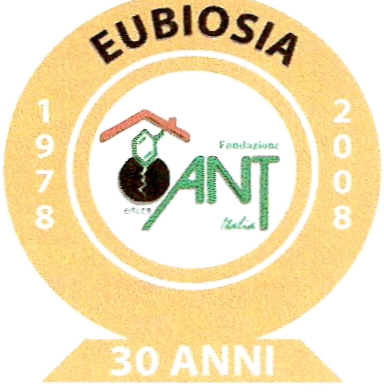 EUBIOSIA
1978
2008
Fondazione
ANT
Italia
30 ANNI